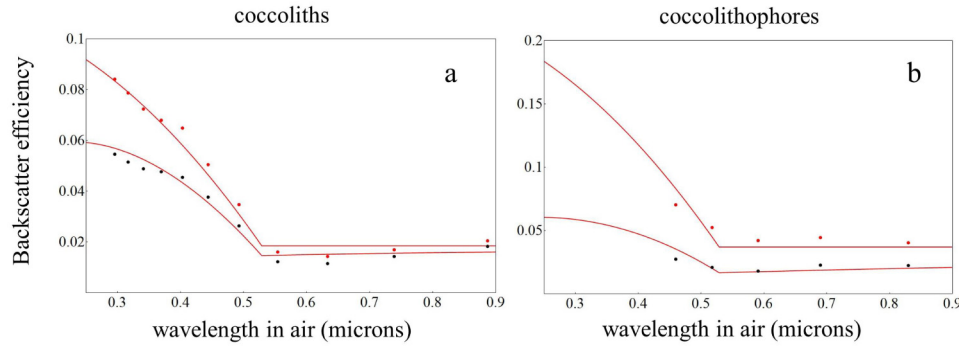 coccoliths
coccolithophores
Backscatter efficiency
0.1
0.08
0.06
0.04
0.02
a
0.3 0.4 0.5 0.6 0.7 0.8 0.9
wavelength in air (microns)
0.2
0.15
0.1
0.05
b
0.3 0.4 0.5 0.6 0.7 0.8 0.9
wavelength in air (microns)